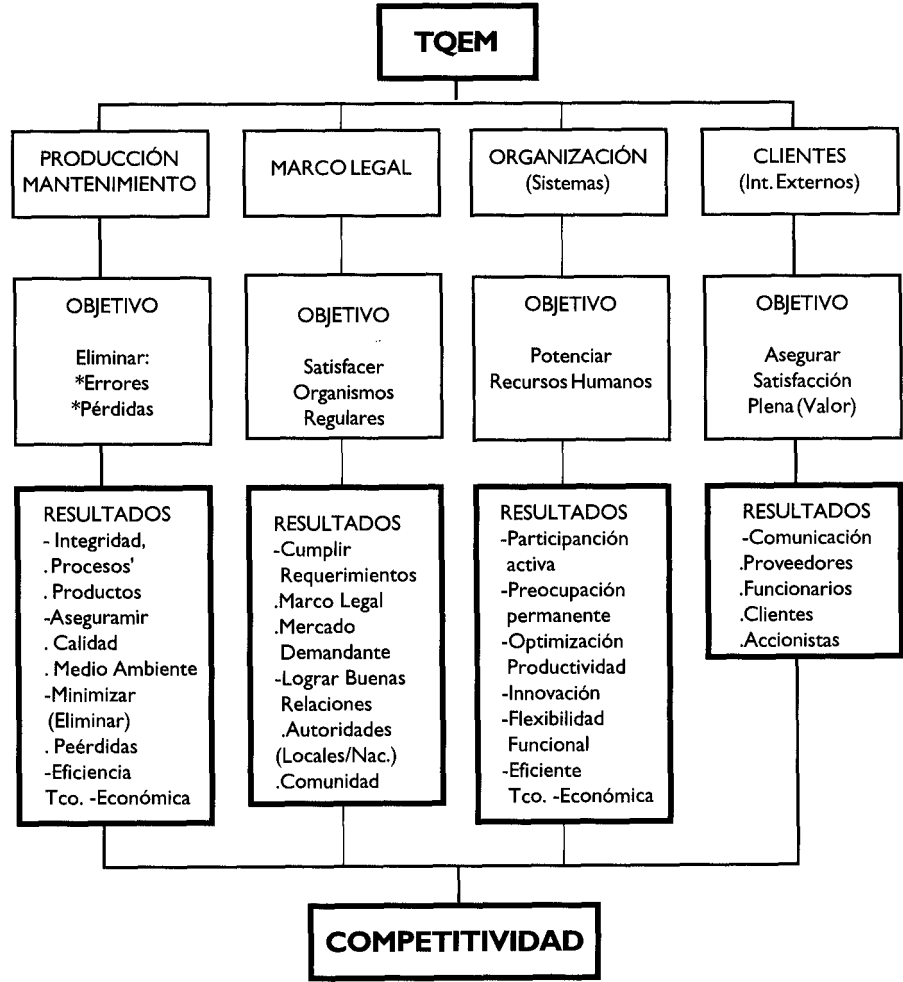 TQEM
PRODUCCIÓN
MANTENIMIENTO
MARCO LEGAL
ORGANIZACIÓN
(Sistemas)
CLIENTES
(Int. Externos)
OBJETIVO
Eliminar:
*Errores
*Pérdidas
OBJETIVO
Satisfacer
Organismos
Regulares
OBJETIVO
Potenciar
Recursos Humanos
OBJETIVO
Asegurar
Satisfacción
Plena (Valor)
RESULTADOS
- Integridad,
. Procesos'
. Productos
-Aseguramir
. Calidad
. Medio Ambiente
-Minimizar
(Eliminar)
. Peérdidas
-Eficiencia
Tco. -Económica
RESULTADOS
-Cumplir
Requerimientos
.Marco Legal
.Mercado
Demandante
-Lograr Buenas
Relaciones
.Autoridades
(Locales/Nac.)
.Comunidad
RESULTADOS
-Participanción
activa
-Preocupación
permanente
-Optimización
Productividad
-Innovación
-Flexibilidad
Funcional
-Eficiente
Tco. -Económica
RESULTADOS
-Comunicación
.Proveedores
.Funcionarios
.Clientes
.Accionistas
COMPETITIVIDAD